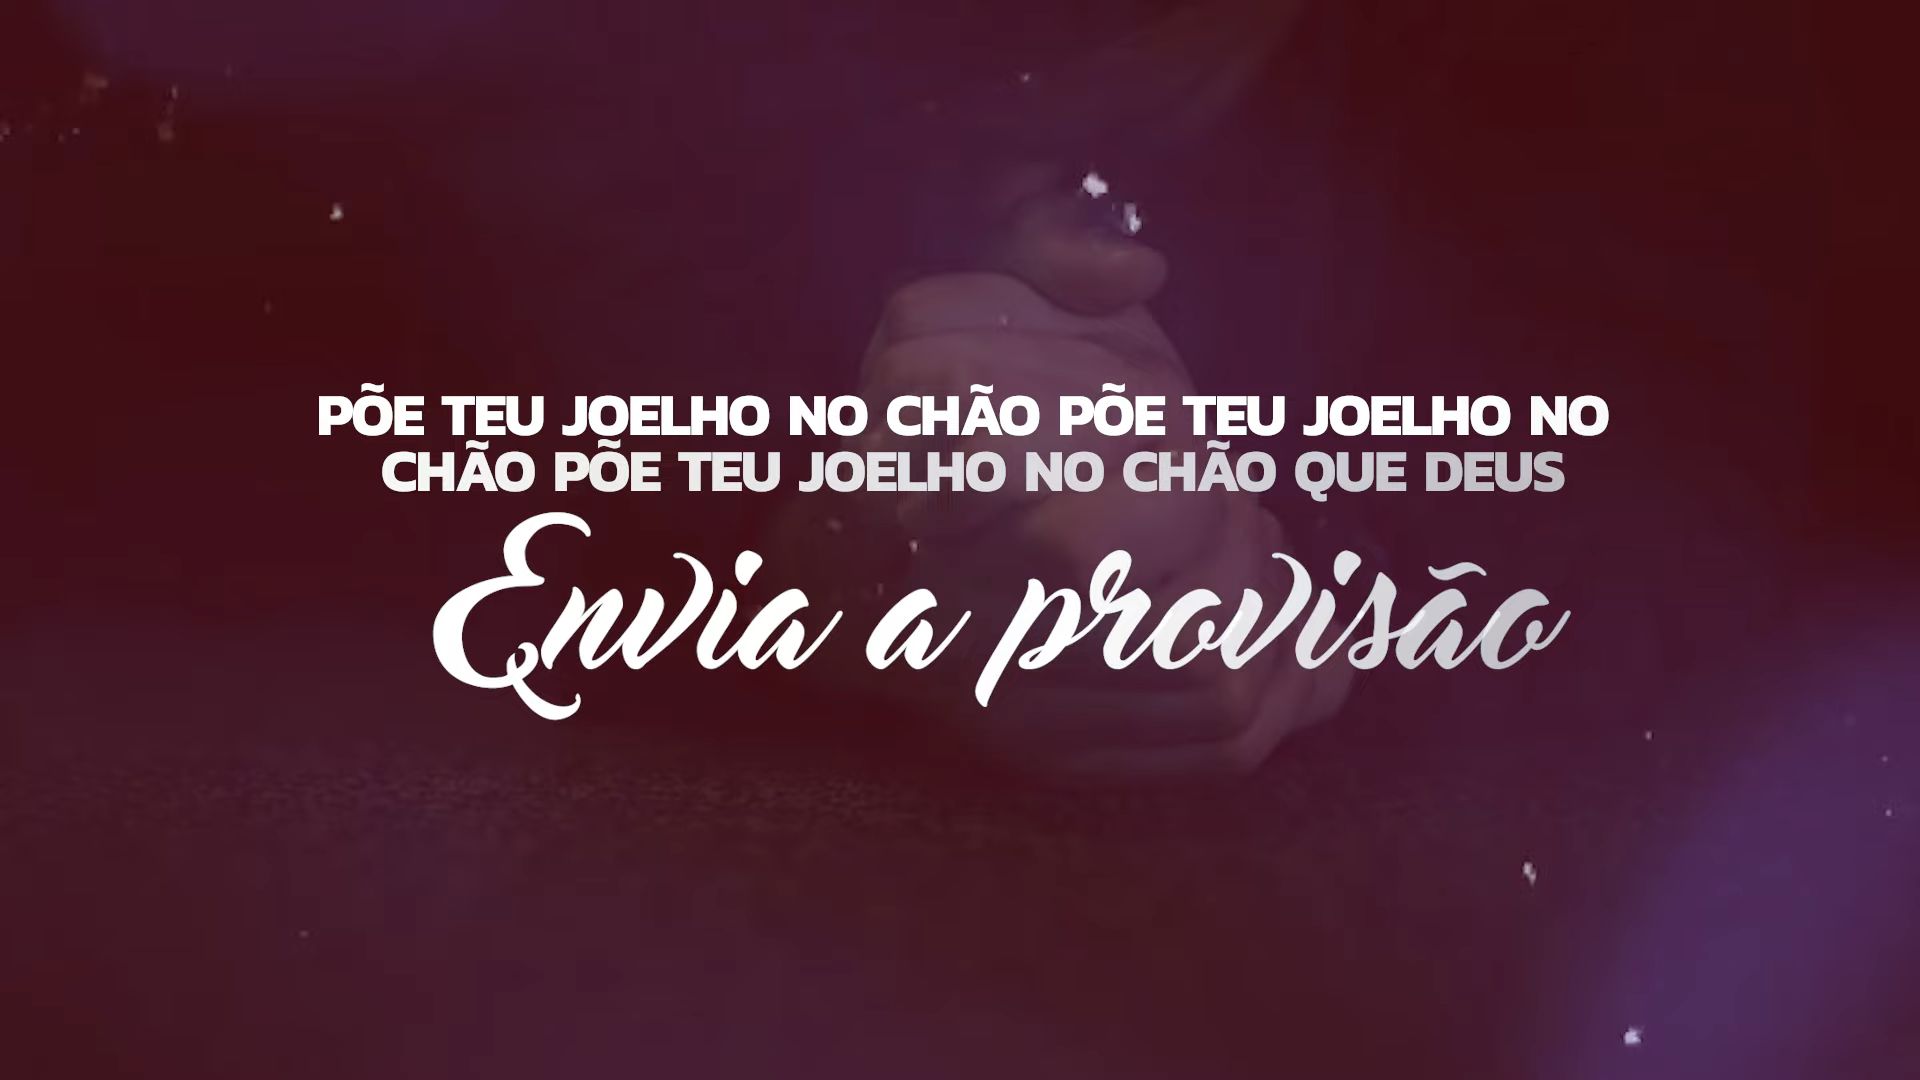 PÕE TEU JOELHO NO CHÃO PÕE TEU JOELHO NO
CHÃO PÕE TEU JOELHO NO CHÃO QUE DEUS
Envia a provisão